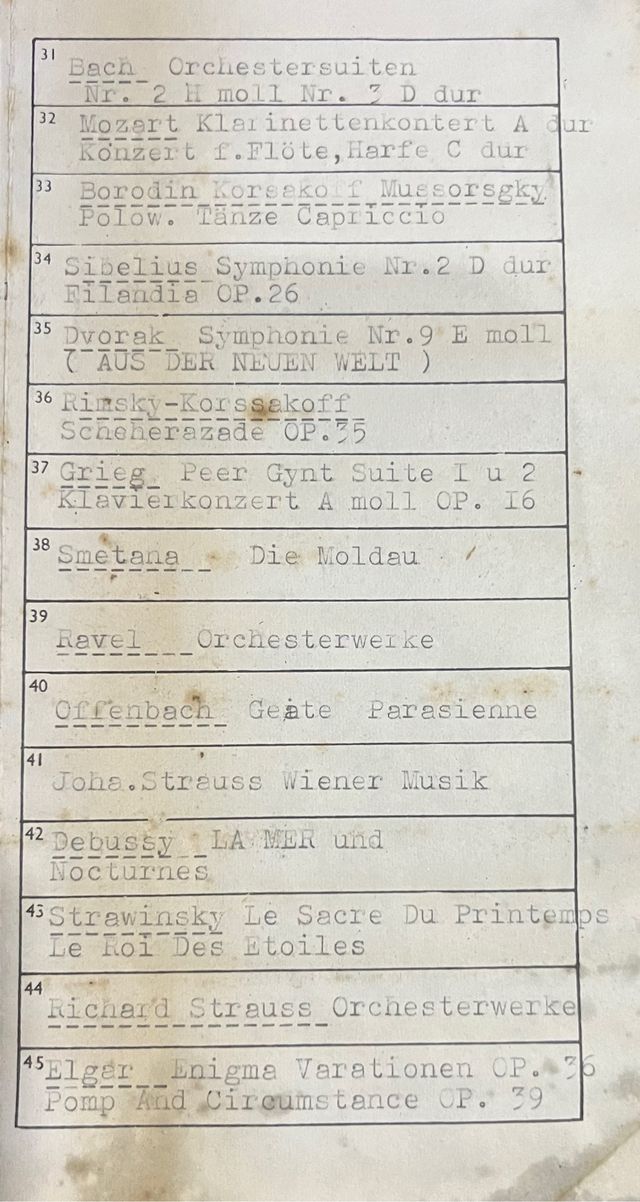 31 Bach Orchestersuiten
Nr. 2 H moll Nr. 3 D dur
32 Mozart Klarinettenkontert A dur
Konzert f.Flöte,Harfe C dur
33 Borodin Korsakoff Mussorsgky
Polow. Tänze Capriccio
34 Sibelius Symphonie Nr.2 D dur
Filandia OP.26
35 Dvorak Symphonie Nr.9 E moll
( AUS DER NEUEN WELT )
36 Rimsky-Korssakoff
Scheherazade OP.35
37 Grieg Peer Gynt Suite I u 2
Klavierkonzert A moll OP. I6
38 Smetana Die Moldau
39
Ravel Orchesterwerke
40
Offenbach Geäte Parasienne
41
Joha.Strauss Wiener Musik
42 Debussy LA MER und
Nocturnes
43 Strawinsky Le Sacre Du Printemps
Le Roi Des Etoiles
44
Richard Strauss Orchesterwerke
45 Elgar Enigma Varationen OP. 36
Pomp And Circumstance OP. 39